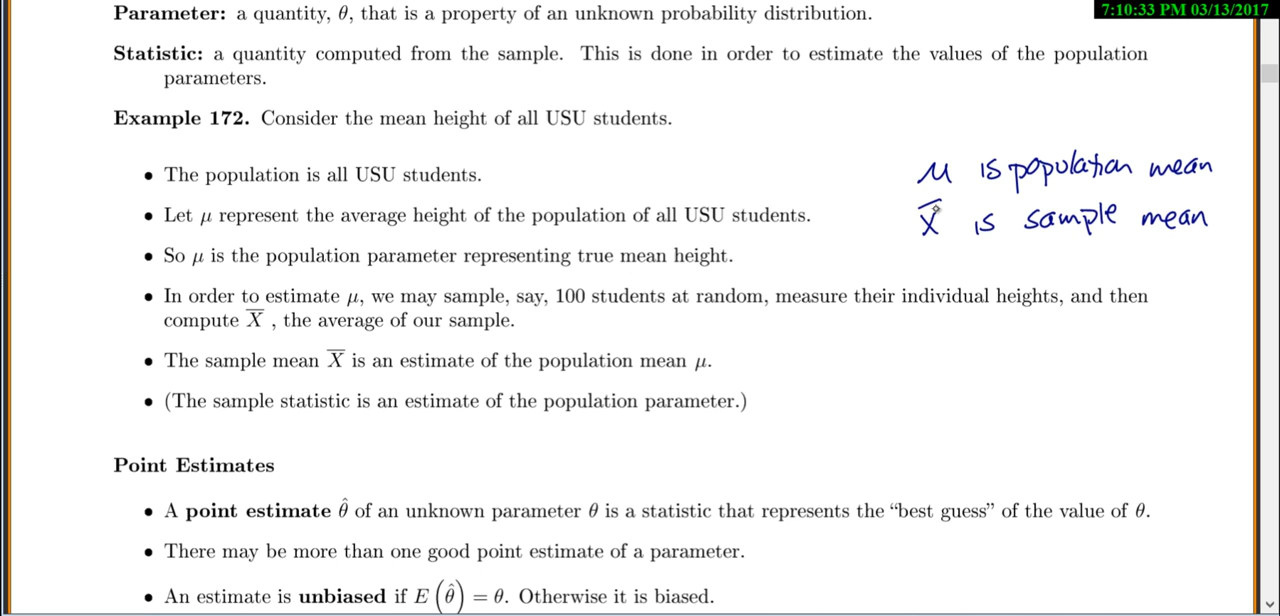 7:10:33 PM 03/13/2017
Parameter: a quantity, θ, that is a property of an unknown probability distribution.
Statistic: a quantity computed from the sample. This is done in order to estimate the values of the population
parameters.
Example 172. Consider the mean height of all USU students.
• The population is all USU students.
μ is population mean
• Let μ represent the average height of the population of all USU students.
X̅ is sample mean
• So μ is the population parameter representing true mean height.
• In order to estimate μ, we may sample, say, 100 students at random, measure their individual heights, and then
compute X̅ , the average of our sample.
• The sample mean X̅ is an estimate of the population mean μ.
• (The sample statistic is an estimate of the population parameter.)
Point Estimates
• A point estimate θ̂ of an unknown parameter θ is a statistic that represents the “best guess” of the value of θ.
• There may be more than one good point estimate of a parameter.
• An estimate is unbiased if E (θ̂) = θ. Otherwise it is biased.